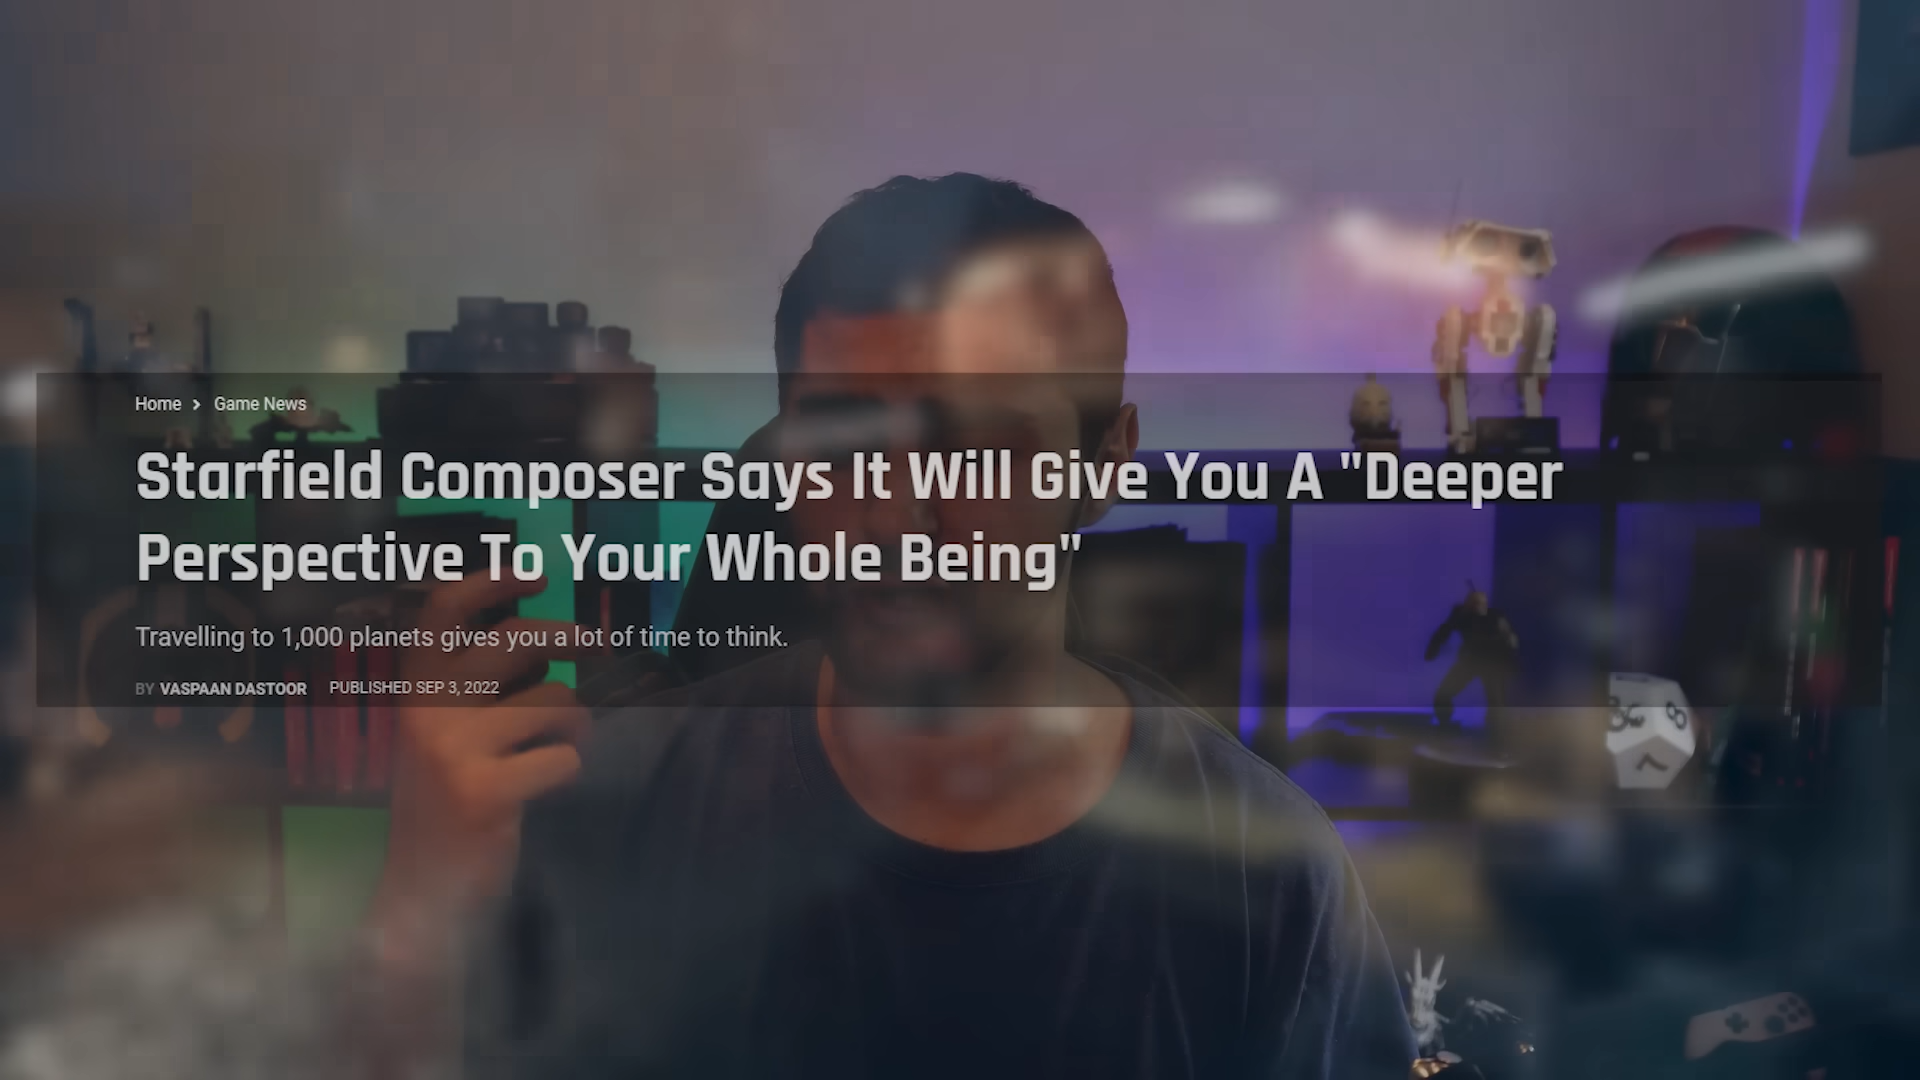 Home > Game News
Starfield Composer Says It Will Give You A "Deeper
Perspective To Your Whole Being"
Travelling to 1,000 planets gives you a lot of time to think.
BY VASPAAN DASTOOR PUBLISHED SEP 3, 2022
8